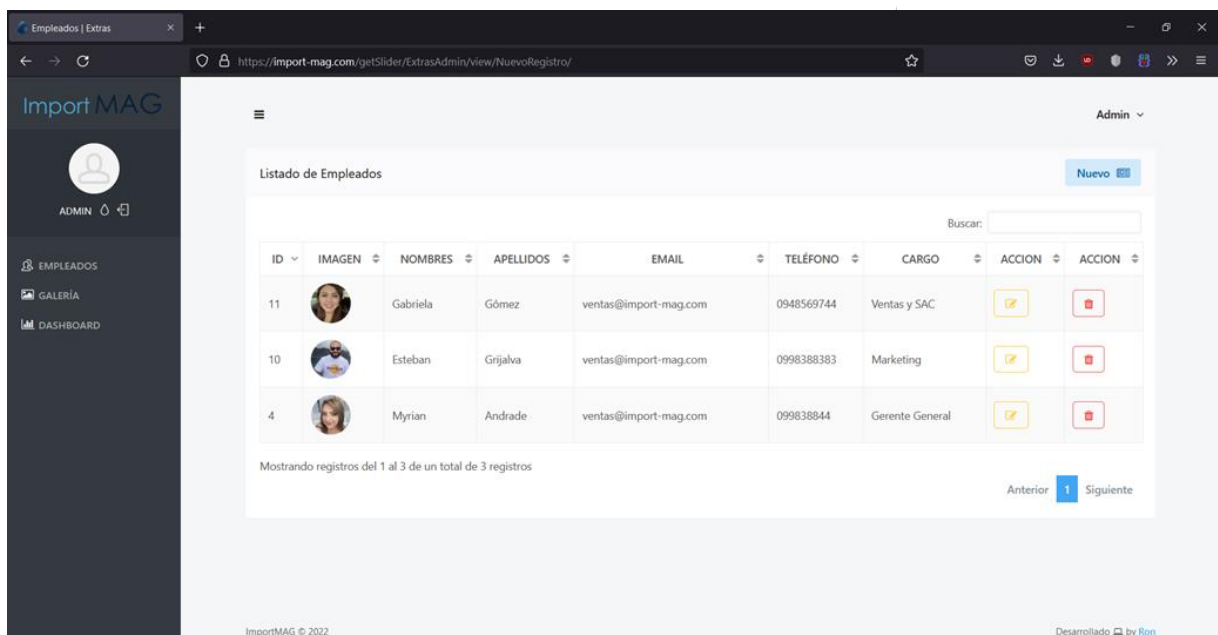 Empleados | Extras
https://import-mag.com/getSlider/ExtrasAdmin/view/NuevoRegistro/
Import MAG
Admin
ADMIN
EMPLEADOS
GALERÍA
DASHBOARD
Listado de Empleados
Nuevo
Buscar:
ID IMAGEN NOMBRES APELLIDOS EMAIL TELÉFONO CARGO ACCION ACCION
11 Gabriela Gómez ventas@import-mag.com 0948569744 Ventas y SAC
10 Esteban Grijalva ventas@import-mag.com 0998388383 Marketing
4 Myrian Andrade ventas@import-mag.com 099838844 Gerente General
Mostrando registros del 1 al 3 de un total de 3 registros
Anterior 1 Siguiente
ImportMAG © 2022
Desarrollado by Ron